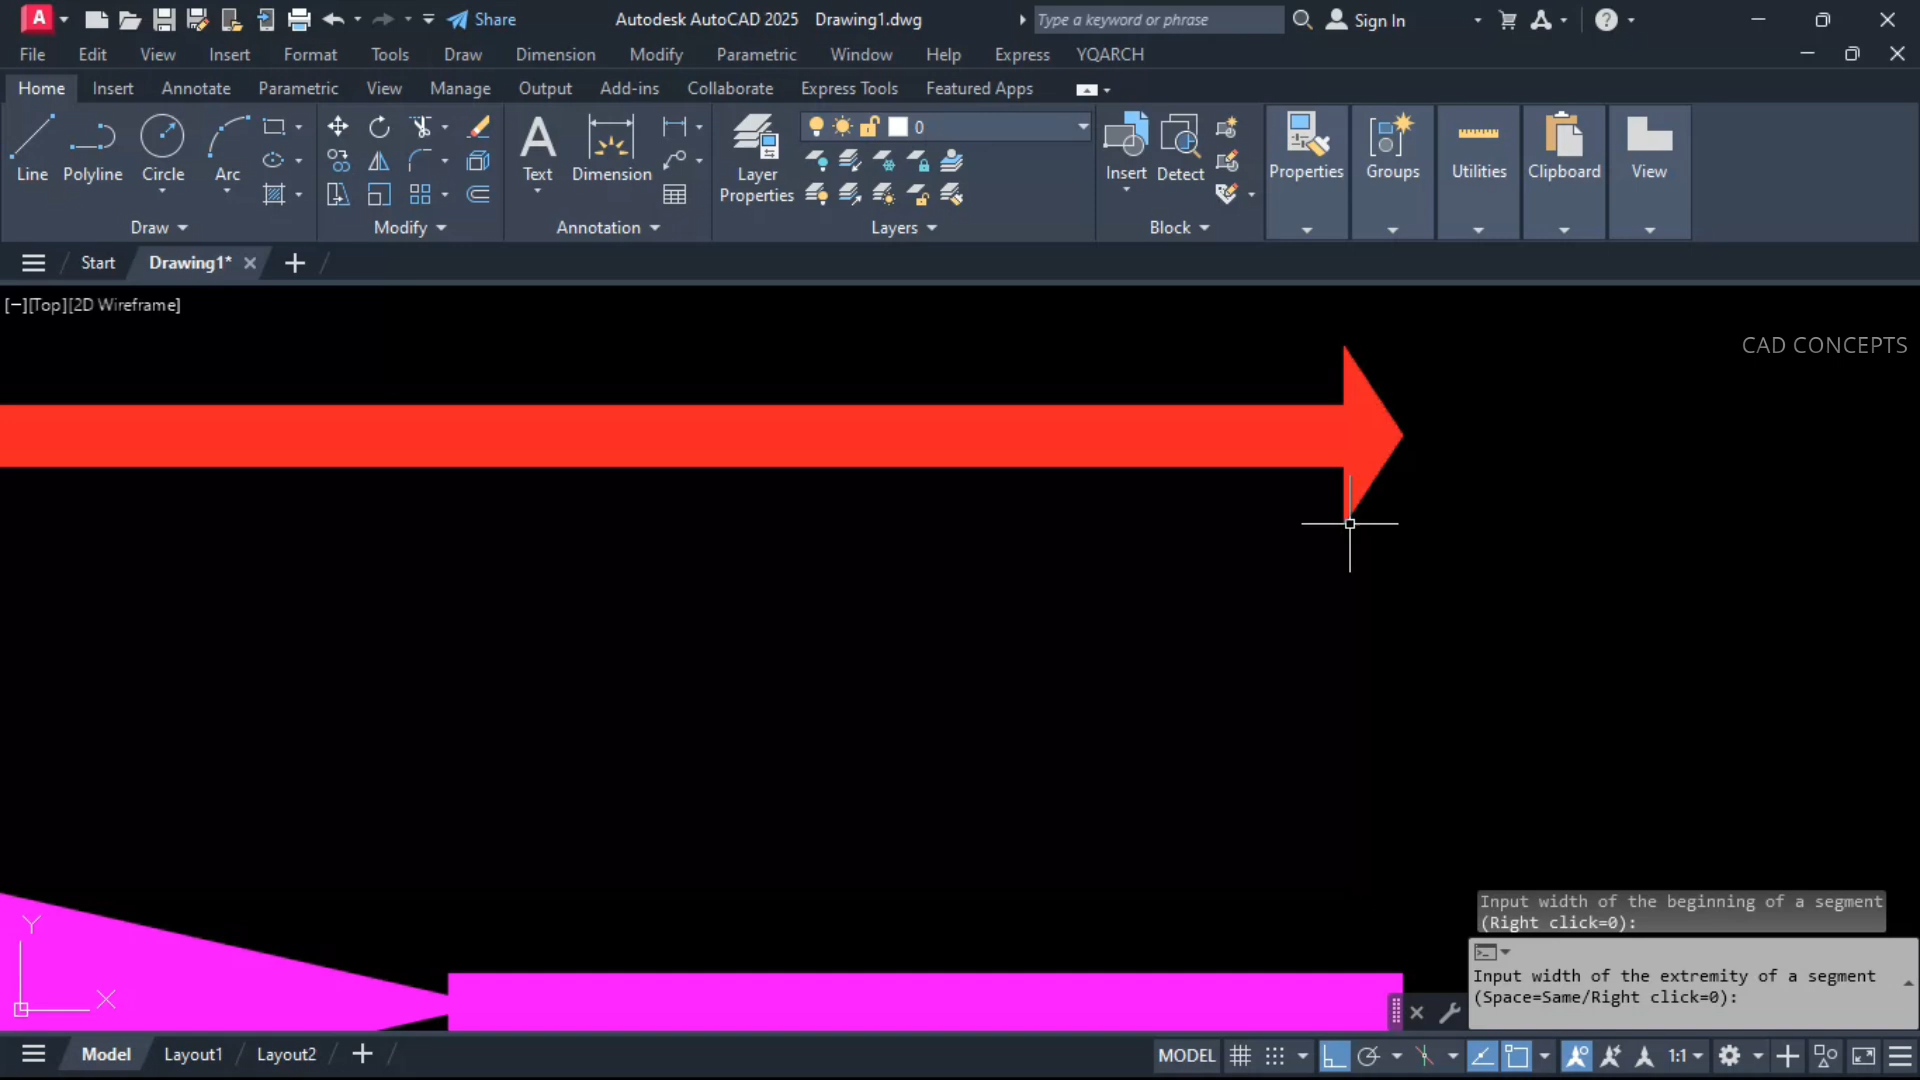 A
Share
Autodesk AutoCAD 2025 Drawing1.dwg
Type a keyword or phrase
Sign In
File Edit View Insert Format Tools Draw Dimension Modify Parametric Window Help Express YQARCH
Home Insert Annotate Parametric View Manage Output Add-ins Collaborate Express Tools Featured Apps
0
Line Polyline Circle Arc
Text Dimension
Layer Properties
Insert Detect
Properties Groups Utilities Clipboard View
Draw Modify Annotation Layers Block
Start Drawing1*
[−][Top][2D Wireframe]
CAD CONCEPTS
Input width of the beginning of a segment
(Right click=0):
Y
X
Input width of the extremity of a segment
(Space=Same/Right click=0):
Model Layout1 Layout2
MODEL 1:1